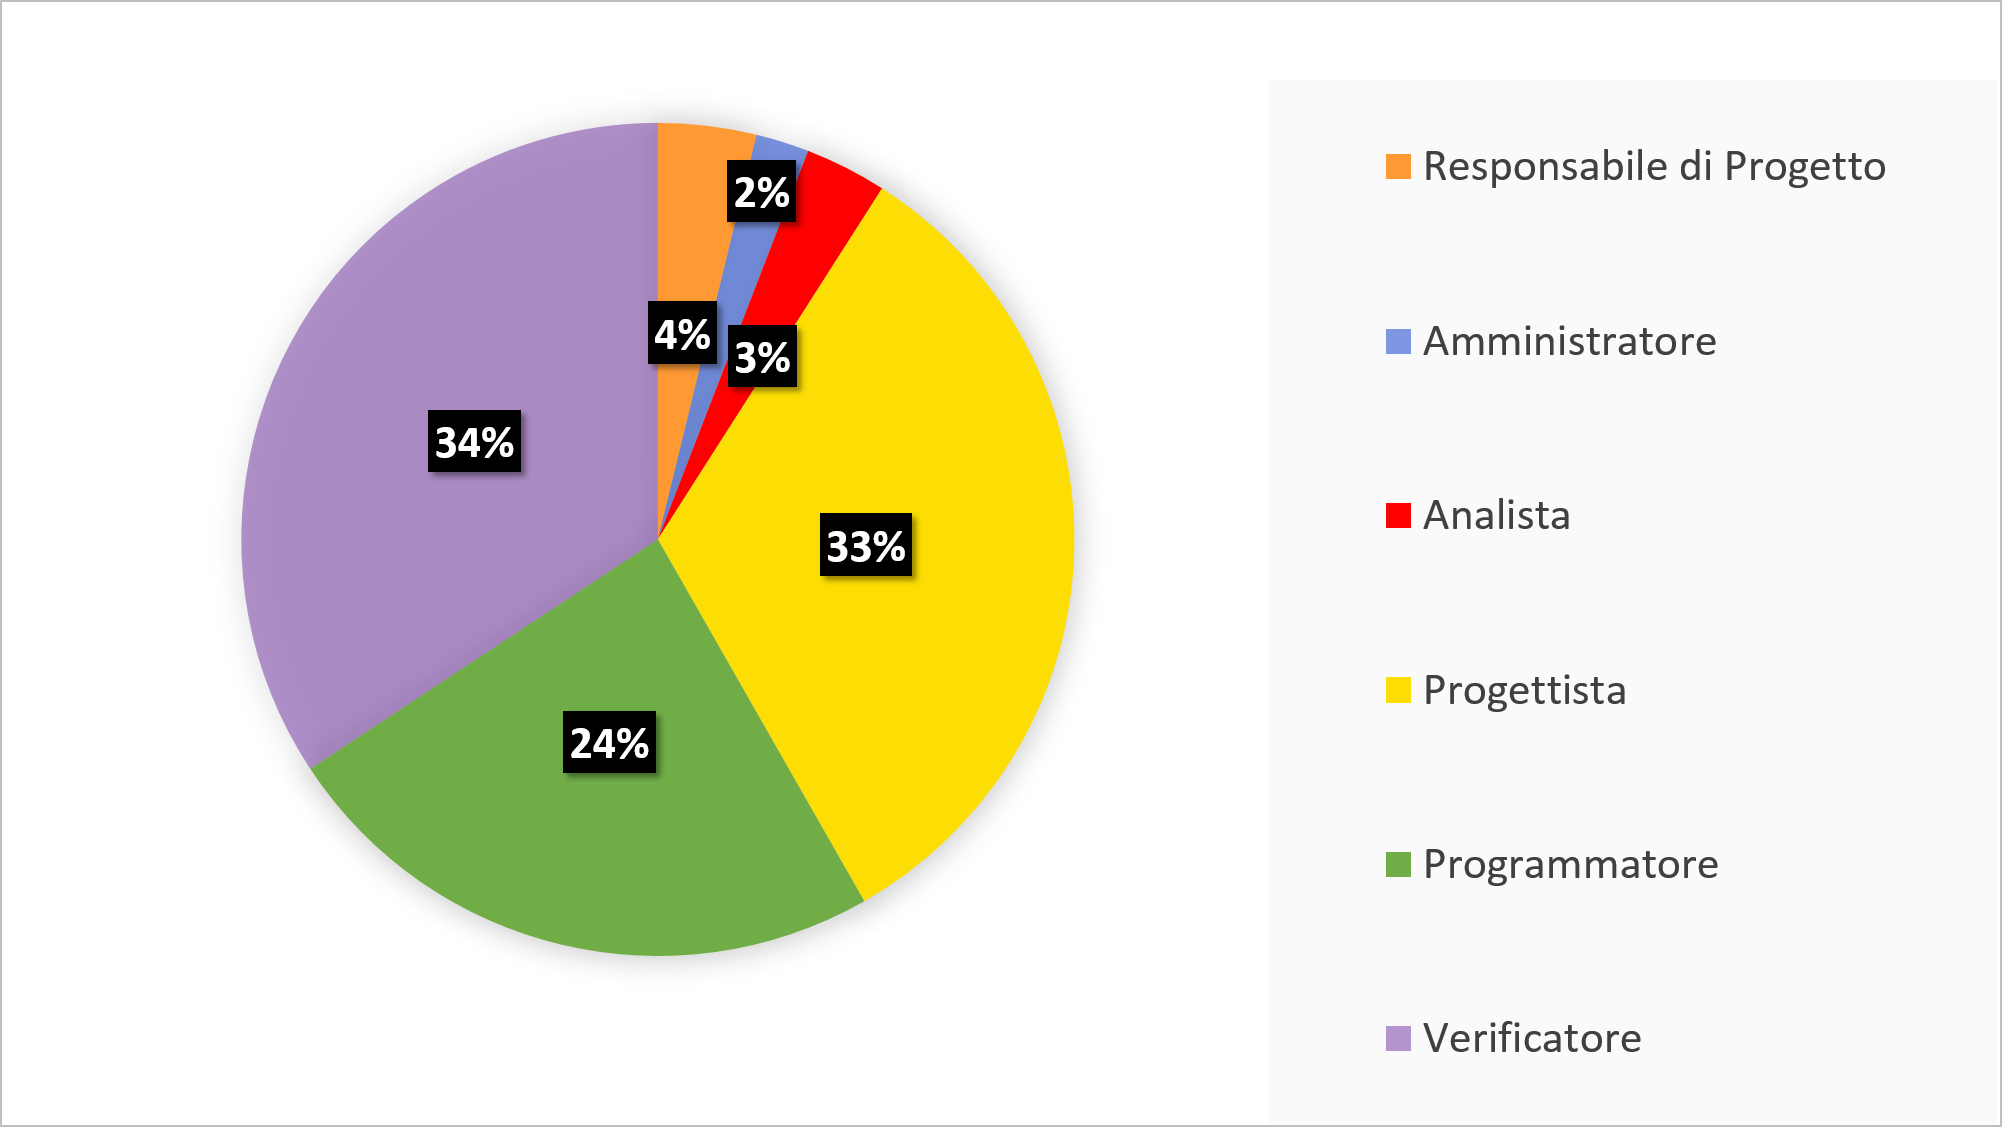 2%
4%
3%
34%
33%
24%
Responsabile di Progetto
Amministratore
Analista
Progettista
Programmatore
Verificatore